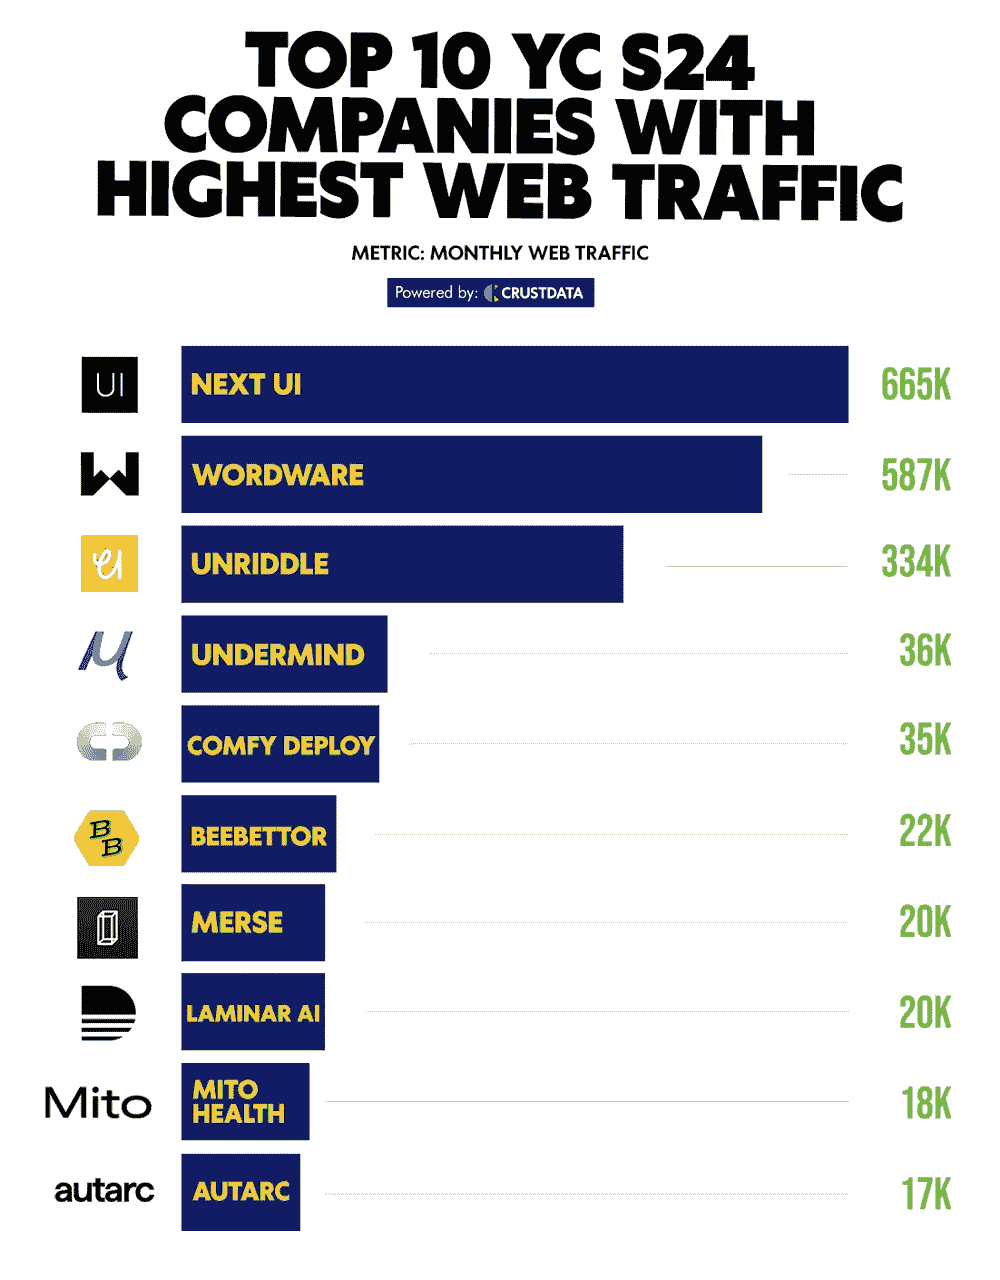 TOP 10 YC S24
COMPANIES WITH
HIGHEST WEB TRAFFIC
METRIC: MONTHLY WEB TRAFFIC
Powered by: CRUSTDATA
UI NEXT UI 665K
W WORDWARE 587K
u UNRIDDLE 334K
UNDERMIND 36K
COMFY DEPLOY 35K
B B BEEBETTOR 22K
MERSE 20K
LAMINAR AI 20K
Mito MITO
HEALTH 18K
autarc AUTARC 17K